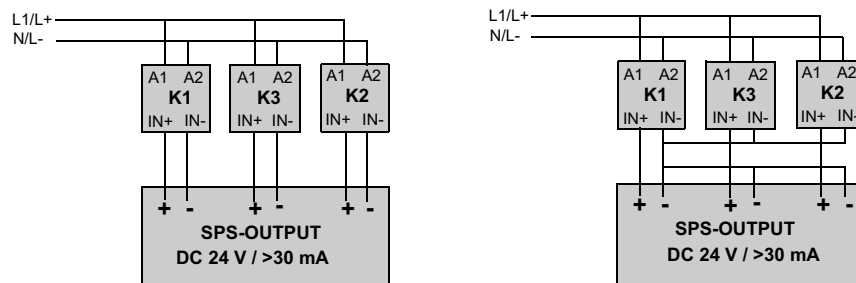 L1/L+
N/L-
A1 A2
K1
IN+ IN-
A1 A2
K3
IN+ IN-
A1 A2
K2
IN+ IN-
+ - + - + -
SPS-OUTPUT
DC 24 V / >30 mA
L1/L+
N/L-
A1 A2
K1
IN+ IN-
A1 A2
K3
IN+ IN-
A1 A2
K2
IN+ IN-
+ - + - + -
SPS-OUTPUT
DC 24 V / >30 mA